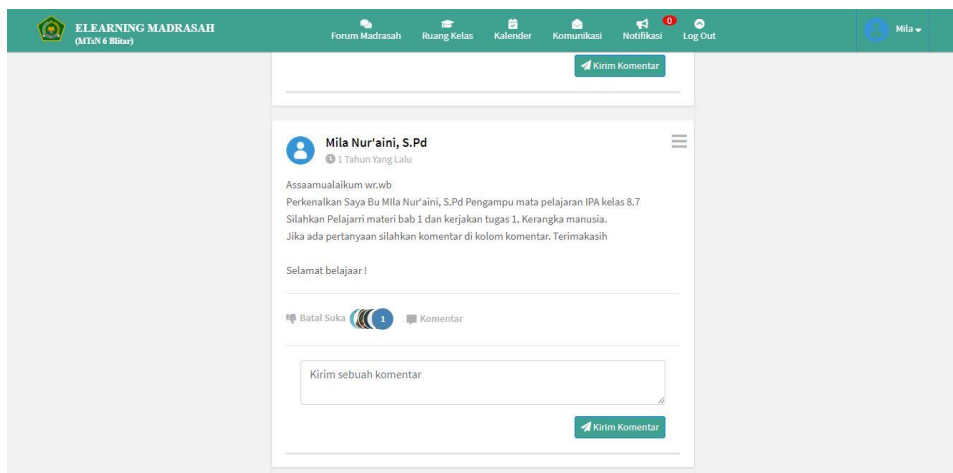 ELEARNING MADRASAH
(MTsN 6 Blitar)
Forum Madrasah
Ruang Kelas
Kalender
Komunikasi
0
Notifikasi
Log Out
Mila
Kirim Komentar
Mila Nur'aini, S.Pd
1 Tahun Yang Lalu
Assaamualaikum wr.wb
Perkenalkan Saya Bu MIla Nur'aini, S.Pd Pengampu mata pelajaran IPA kelas 8.7
Silahkan Pelajarri materi bab 1 dan kerjakan tugas 1. Kerangka manusia.
Jika ada pertanyaan silahkan komentar di kolom komentar. Terimakasih
Selamat belajaar !
Batal Suka 1 Komentar
Kirim sebuah komentar
Kirim Komentar